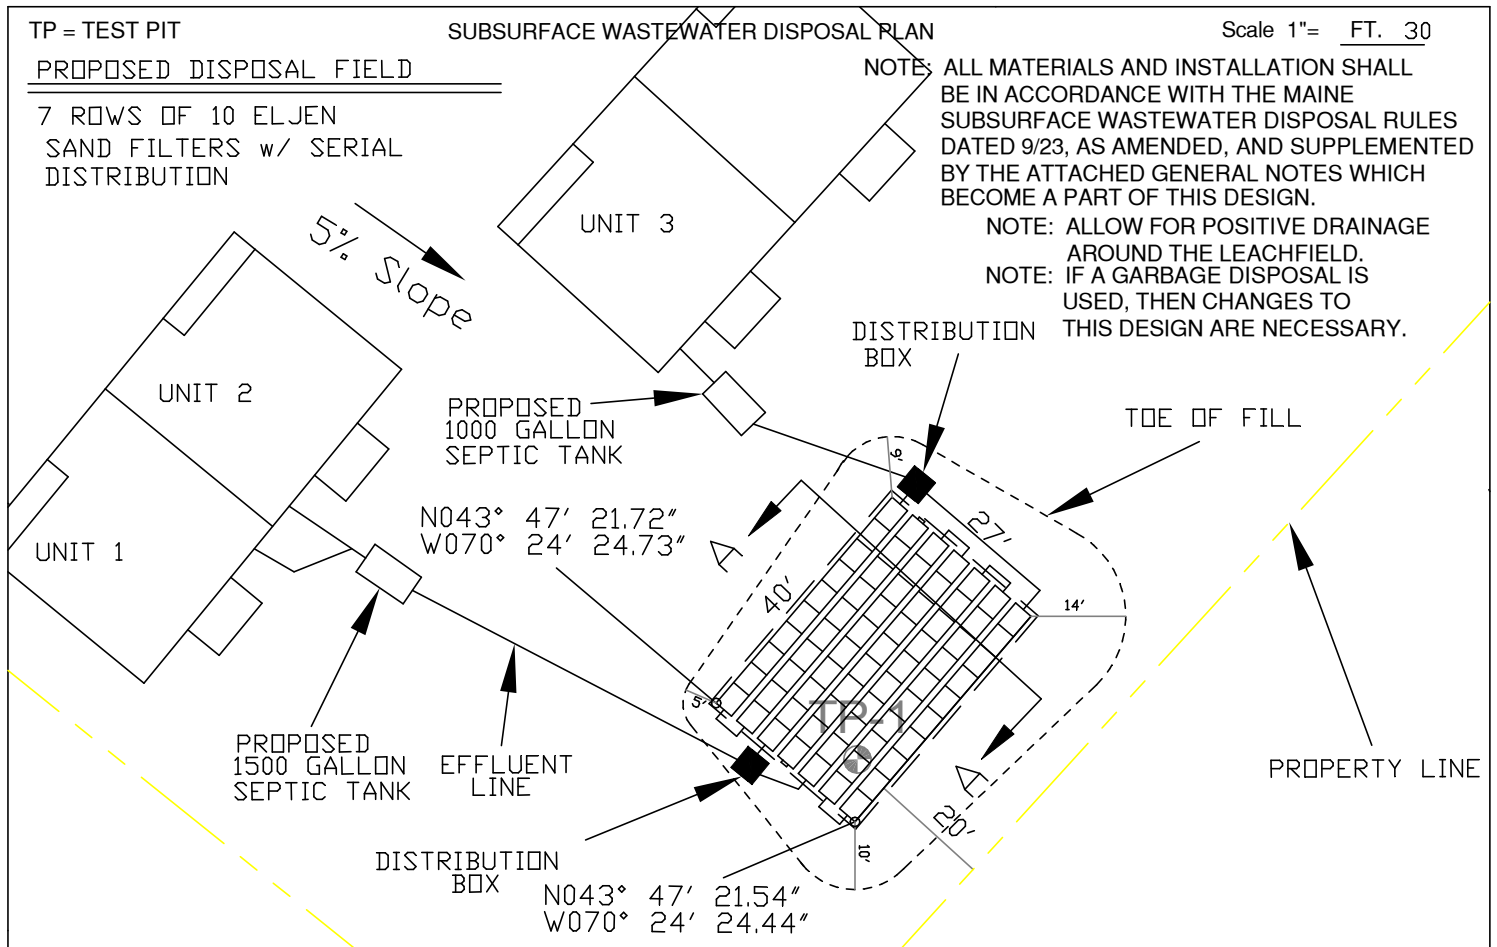 TP = TEST PIT
SUBSURFACE WASTEWATER DISPOSAL PLAN
Scale 1"= FT. 30
PROPOSED DISPOSAL FIELD
7 ROWS OF 10 ELJEN
SAND FILTERS w/ SERIAL
DISTRIBUTION
NOTE: ALL MATERIALS AND INSTALLATION SHALL
BE IN ACCORDANCE WITH THE MAINE
SUBSURFACE WASTEWATER DISPOSAL RULES
DATED 9/23, AS AMENDED, AND SUPPLEMENTED
BY THE ATTACHED GENERAL NOTES WHICH
BECOME A PART OF THIS DESIGN.
NOTE: ALLOW FOR POSITIVE DRAINAGE
AROUND THE LEACHFIELD.
NOTE: IF A GARBAGE DISPOSAL IS
USED, THEN CHANGES TO
THIS DESIGN ARE NECESSARY.
5% Slope
UNIT 3
UNIT 2
UNIT 1
DISTRIBUTION
BOX
PROPOSED
1000 GALLON
SEPTIC TANK
TOE OF FILL
N043° 47' 21.72"
W070° 24' 24.73"
9'
27'
A
40'
14'
5'
TP-1
A
20'
10'
PROPOSED
1500 GALLON
SEPTIC TANK
EFFLUENT
LINE
PROPERTY LINE
DISTRIBUTION
BOX
N043° 47' 21.54"
W070° 24' 24.44"